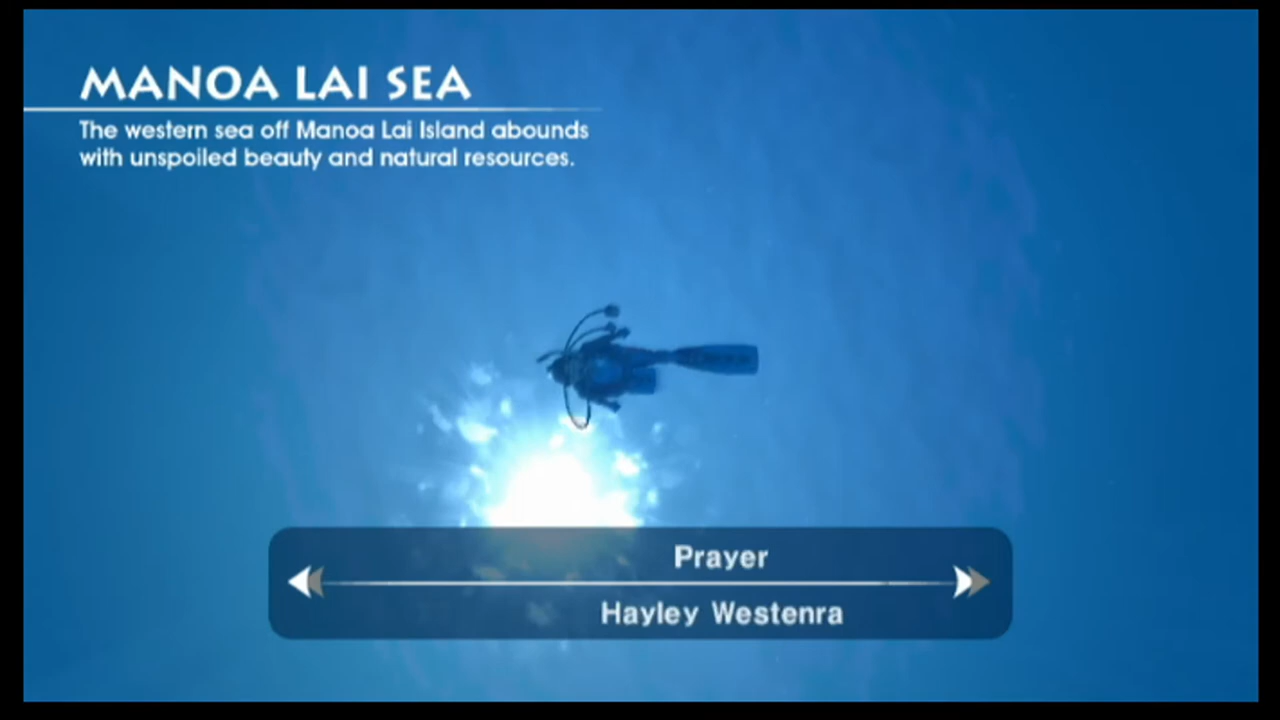 MANOA LAI SEA
The western sea off Manoa Lai Island abounds
with unspoiled beauty and natural resources.
Prayer
Hayley Westenra